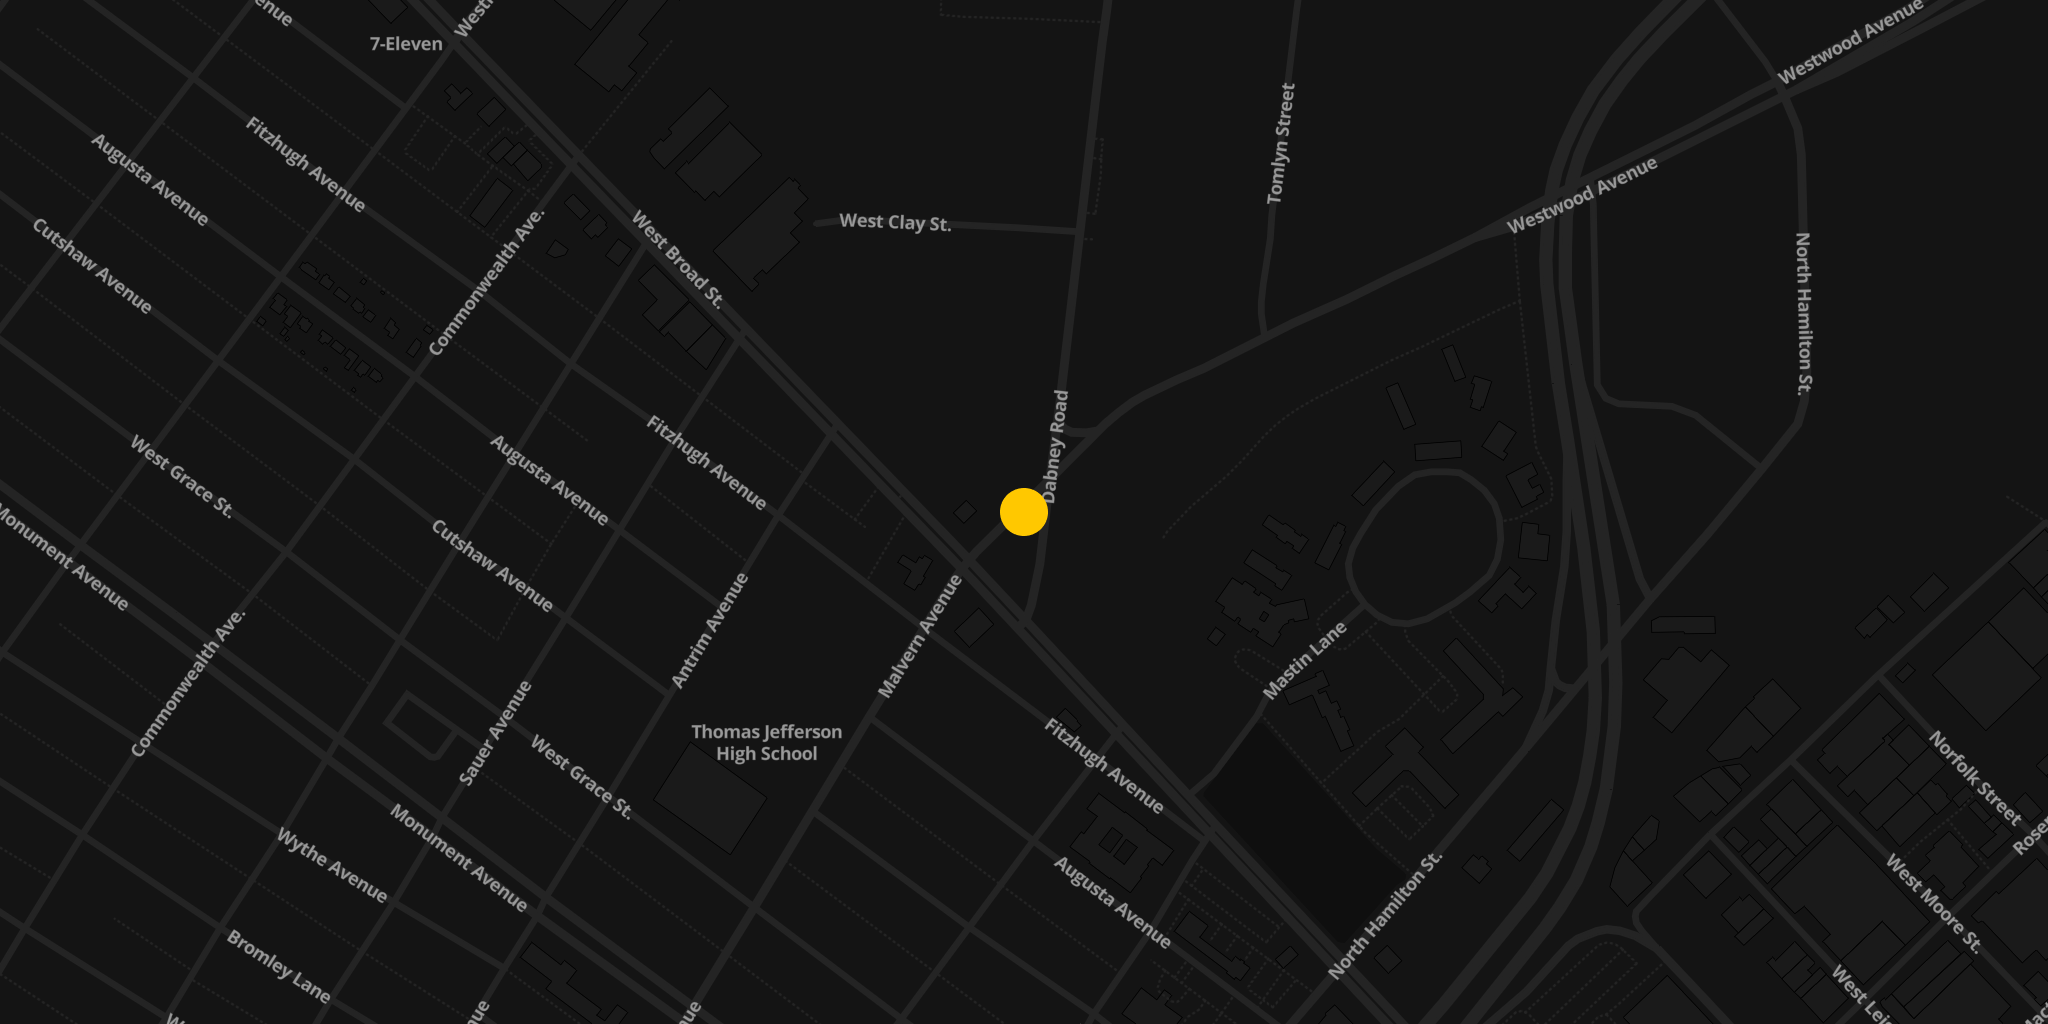 West
7-Eleven
Westwood Avenue
Fitzhugh Avenue
Augusta Avenue
Tomlyn Street
Westwood Avenue
West Clay St.
West Broad St.
Commonwealth Ave.
Cutshaw Avenue
North Hamilton St.
Dabney Road
Fitzhugh Avenue
Augusta Avenue
West Grace St.
Monument Avenue
Cutshaw Avenue
Antrim Avenue
Malvern Avenue
Mastin Lane
Commonwealth Ave.
Sauer Avenue
Thomas Jefferson
High School
West Grace St.
Fitzhugh Avenue
Norfolk Street
Monument Avenue
Wythe Avenue
Augusta Avenue
North Hamilton St.
West Moore St.
Bromley Lane
West Lei